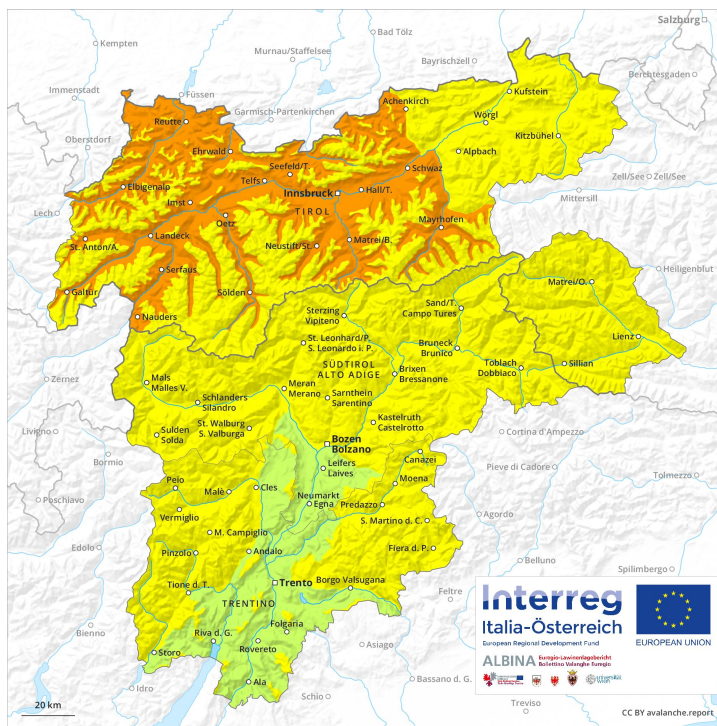 Salzburg
Kempten
Bad Tölz
Murnau/Staffelsee
Bayrischzell
Berchtesgaden
Immenstadt
Füssen
Garmisch-Partenkirchen
Achenkirch
Kufstein
Reutte
Wörgl
Oberstdorf
Ehrwald
Kitzbühel
Alpbach
Seefeld/T.
Schwaz
Zell/See
Zell/See
Elbigenalp
Telfs
Innsbruck
Hall/T.
Mittersill
Lech
Imst
TIROL
Oetz
Mayrhofen
St. Anton/A.
Landeck
Neustift/St.
Matrei/B.
Serfaus
Heiligenblut
Galtür
Sölden
Matrei/O.
Nauders
Sand/T.
Campo Tures
Sterzing
Vipiteno
Lienz
St. Leonhard/P.
S. Leonardo i. P.
Bruneck
Brunico
Toblach
Dobbiaco
Sillian
SÜDTIROL
ALTO ADIGE
Brixen
Bressanone
Zernez
Mals
Malles V.
Meran
Merano
Schlanders
Silandro
Sarnthein
Sarentino
St. Walburg
S. Valburga
Kastelruth
Castelrotto
Livigno
Sulden
Solda
Bozen
Bolzano
Cortina d'Ampezzo
Bormio
Canazei
Leifers
Laives
Pieve di Cadore
Tolmezzo
Peio
Malè
Cles
Moena
Poschiavo
Neumarkt
Egna
Predazzo
Vermiglio
Agordo
S. Martino d. C.
M. Campiglio
Edolo
Pinzolo
Andalo
Fiera d. P.
Belluno
Spilimbergo
Trento
Borgo Valsugana
Tione d. T.
Feltre
TRENTINO
Folgaria
Bienno
Riva d. G.
Rovereto
Asiago
Storo
Idro
Ala
Schio
Bassano d. G.
Treviso
20 km
Interreg
Italia-Österreich
European Regional Development Fund
EUROPEAN UNION
ALBINA
Euregio-Lawinenlagebericht
Bollettino Valanghe Euregio
CC BY avalanche.report